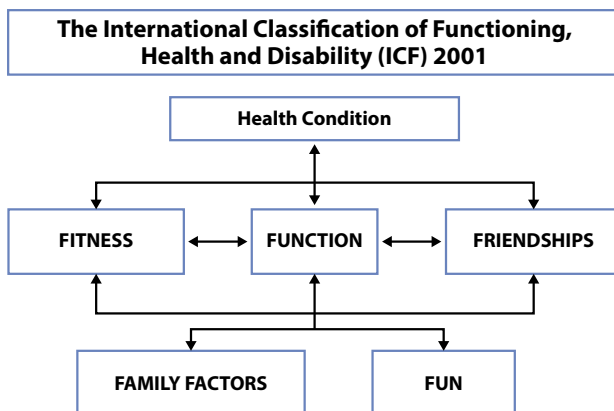 The International Classification of Functioning,
Health and Disability (ICF) 2001
Health Condition
FITNESS
FUNCTION
FRIENDSHIPS
FAMILY FACTORS
FUN